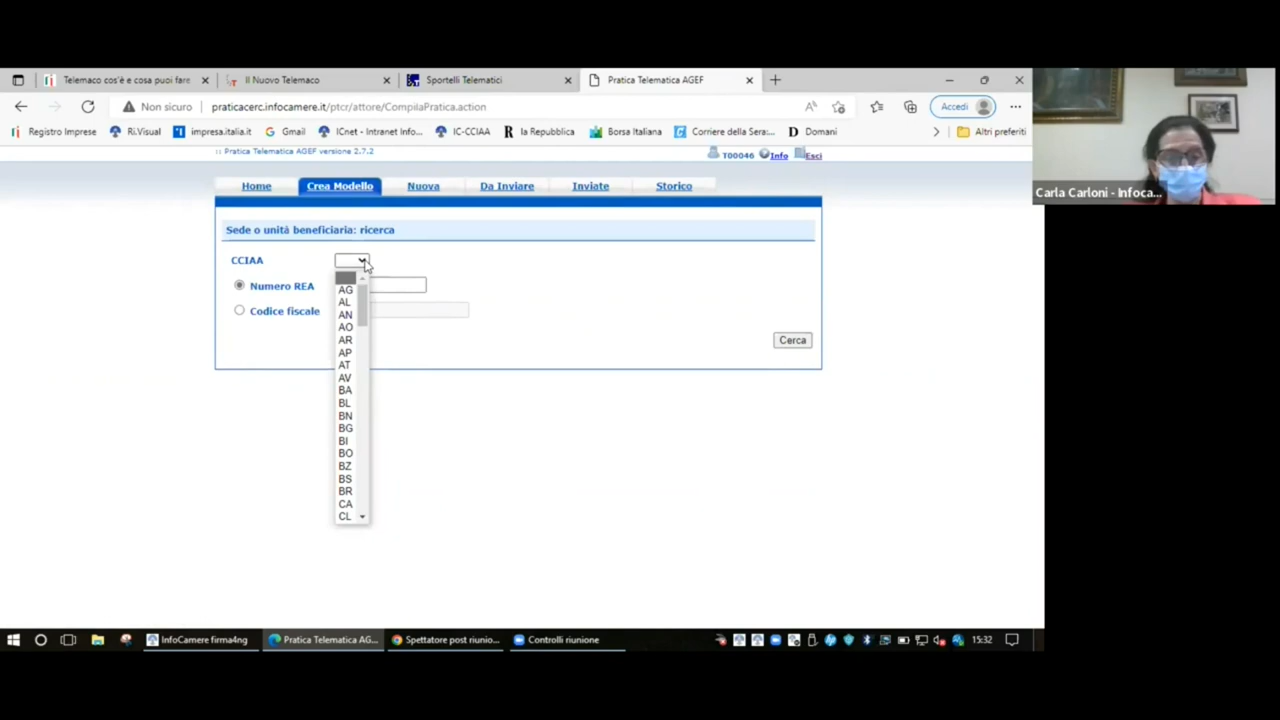 Telemaco cos'è e cosa puoi fare
Il Nuovo Telemaco
Sportelli Telematici
Pratica Telematica AGEF
Non sicuro
praticacerc.infocamere.it/ptcr/attore/CompilaPratica.action
Accedi
Registro Imprese
Ri.Visual
impresa.italia.it
Gmail
ICnet - Intranet Info...
IC-CCIAA
la Repubblica
Borsa Italiana
Corriere della Sera:...
Domani
Altri preferiti
:: Pratica Telematica AGEF versione 2.7.2
T00046
Info
Esci
Home
Crea Modello
Nuova
Da Inviare
Inviate
Storico
Sede o unità beneficiaria: ricerca
CCIAA
Numero REA
Codice fiscale
Cerca
AG
AL
AN
AO
AR
AP
AT
AV
BA
BL
BN
BG
BI
BO
BZ
BS
BR
CA
CL
Carla Carloni - Infoca...
InfoCamere firma4ng
Pratica Telematica AG...
Spettatore post riunio...
Controlli riunione
15:32